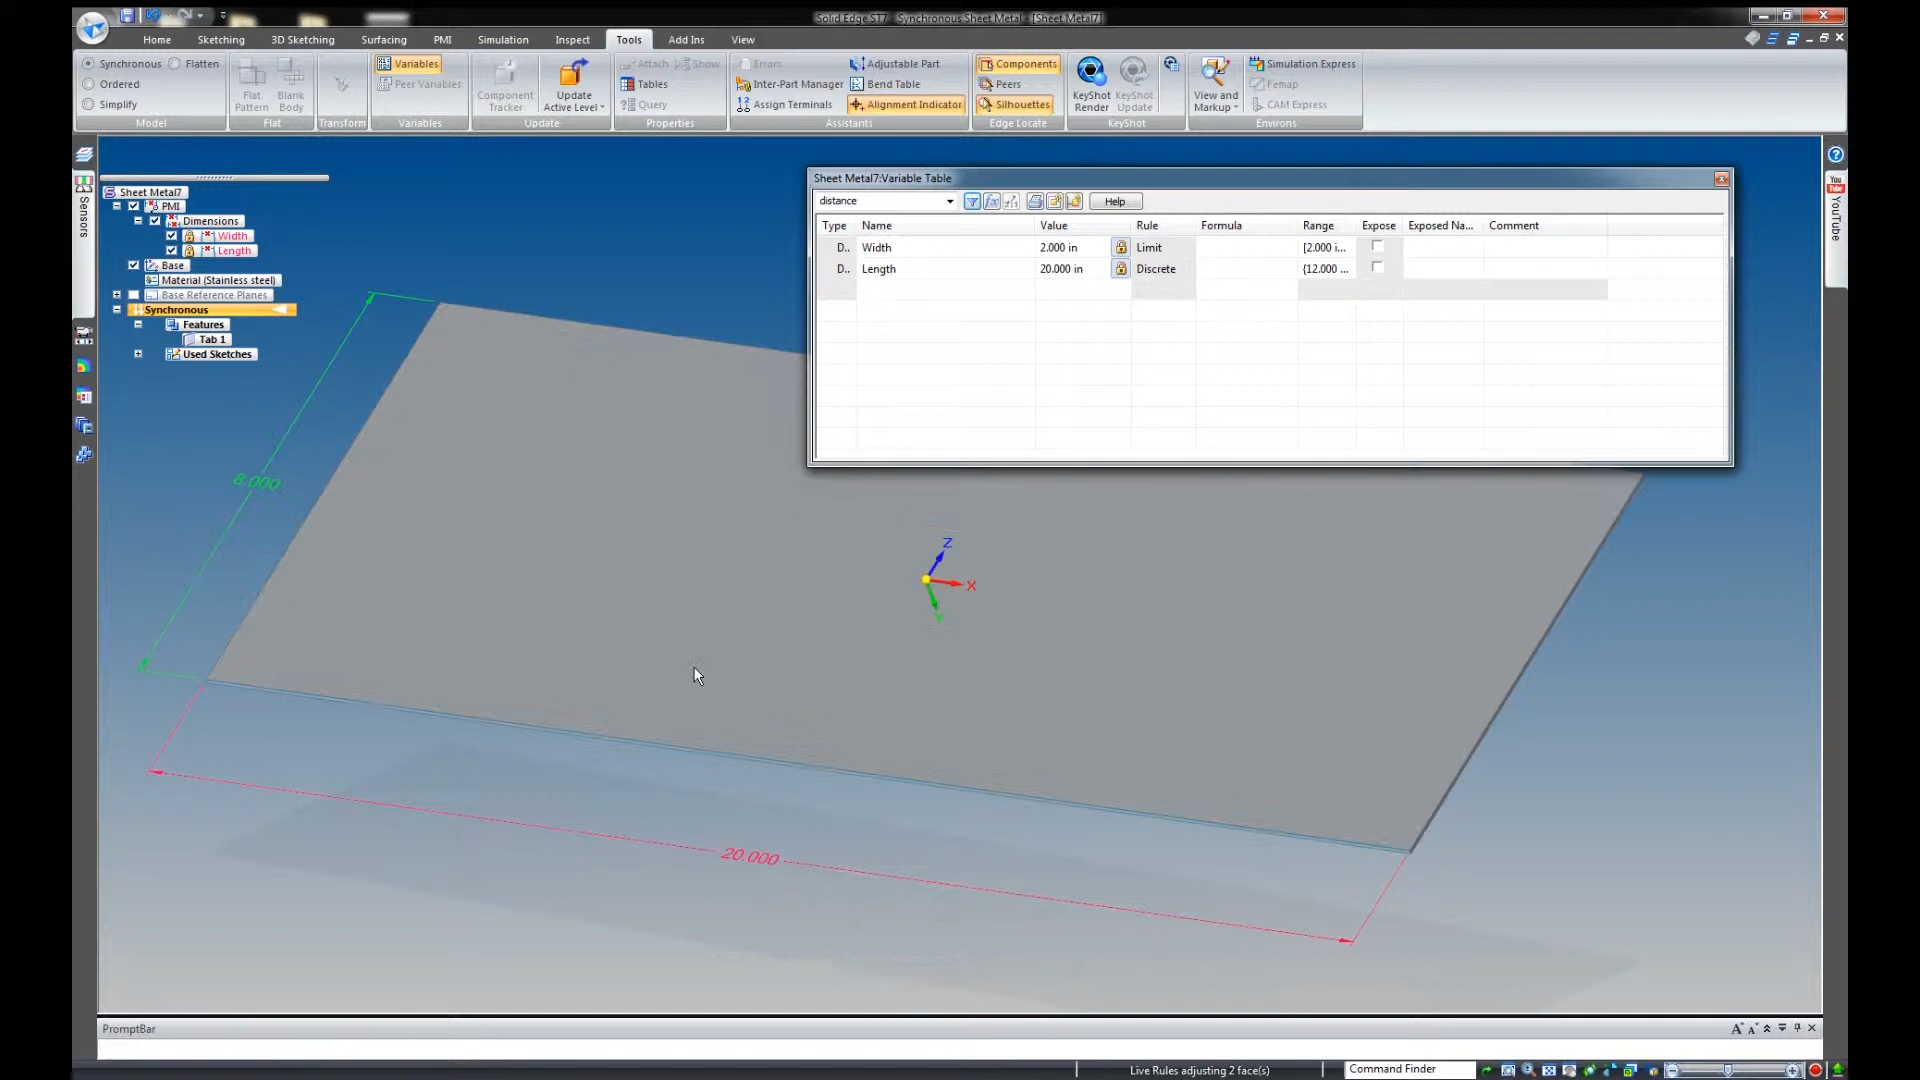 Solid Edge ST7 - Synchronous Sheet Metal - [Sheet Metal7]
Home Sketching 3D Sketching Surfacing PMI Simulation Inspect Tools Add Ins View
Synchronous Flatten
Ordered
Simplify
Model
Flat Pattern
Blank Body
Flat
Transform
Variables
Peer Variables
Variables
Component Tracker
Update Active Level
Update
Attach Show
Tables
Query
Properties
Errors
Inter-Part Manager
Assign Terminals
Adjustable Part
Bend Table
Alignment Indicator
Assistants
Components
Peers
Silhouettes
Edge Locate
KeyShot Render
KeyShot Update
KeyShot
View and Markup
Simulation Express
Femap
CAM Express
Environs
Sensors
Sheet Metal7
PMI
Dimensions
Width
Length
Base
Material (Stainless steel)
Base Reference Planes
Synchronous
Features
Tab 1
Used Sketches
Sheet Metal7:Variable Table
distance
Help
Type Name Value Rule Formula Range Expose Exposed Na... Comment
D.. Width 2.000 in Limit [2.000 i...
D.. Length 20.000 in Discrete {12.000 ...
You Tube
YouTube
8.000
Z
X
Y
20.000
PromptBar
Live Rules adjusting 2 face(s)
Command Finder